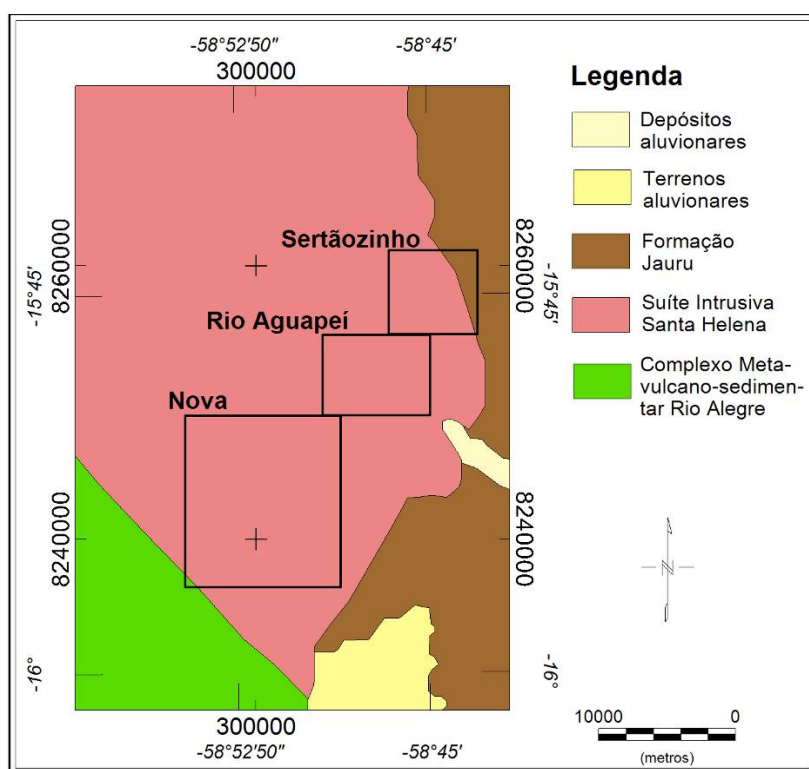 -58°52'50"
-58°45'
300000
Legenda
Depósitos
aluvionares
Terrenos
aluvionares
Formação
Jauru
Suíte Intrusiva
Santa Helena
Complexo Meta-
vulcano-sedimen-
tar Rio Alegre
Sertãozinho
8260000
8260000
-15°45'
-15°45'
Rio Aguapeí
Nova
8240000
8240000
N
-16°
-16°
300000
-58°52'50"
-58°45'
10000
0
(metros)